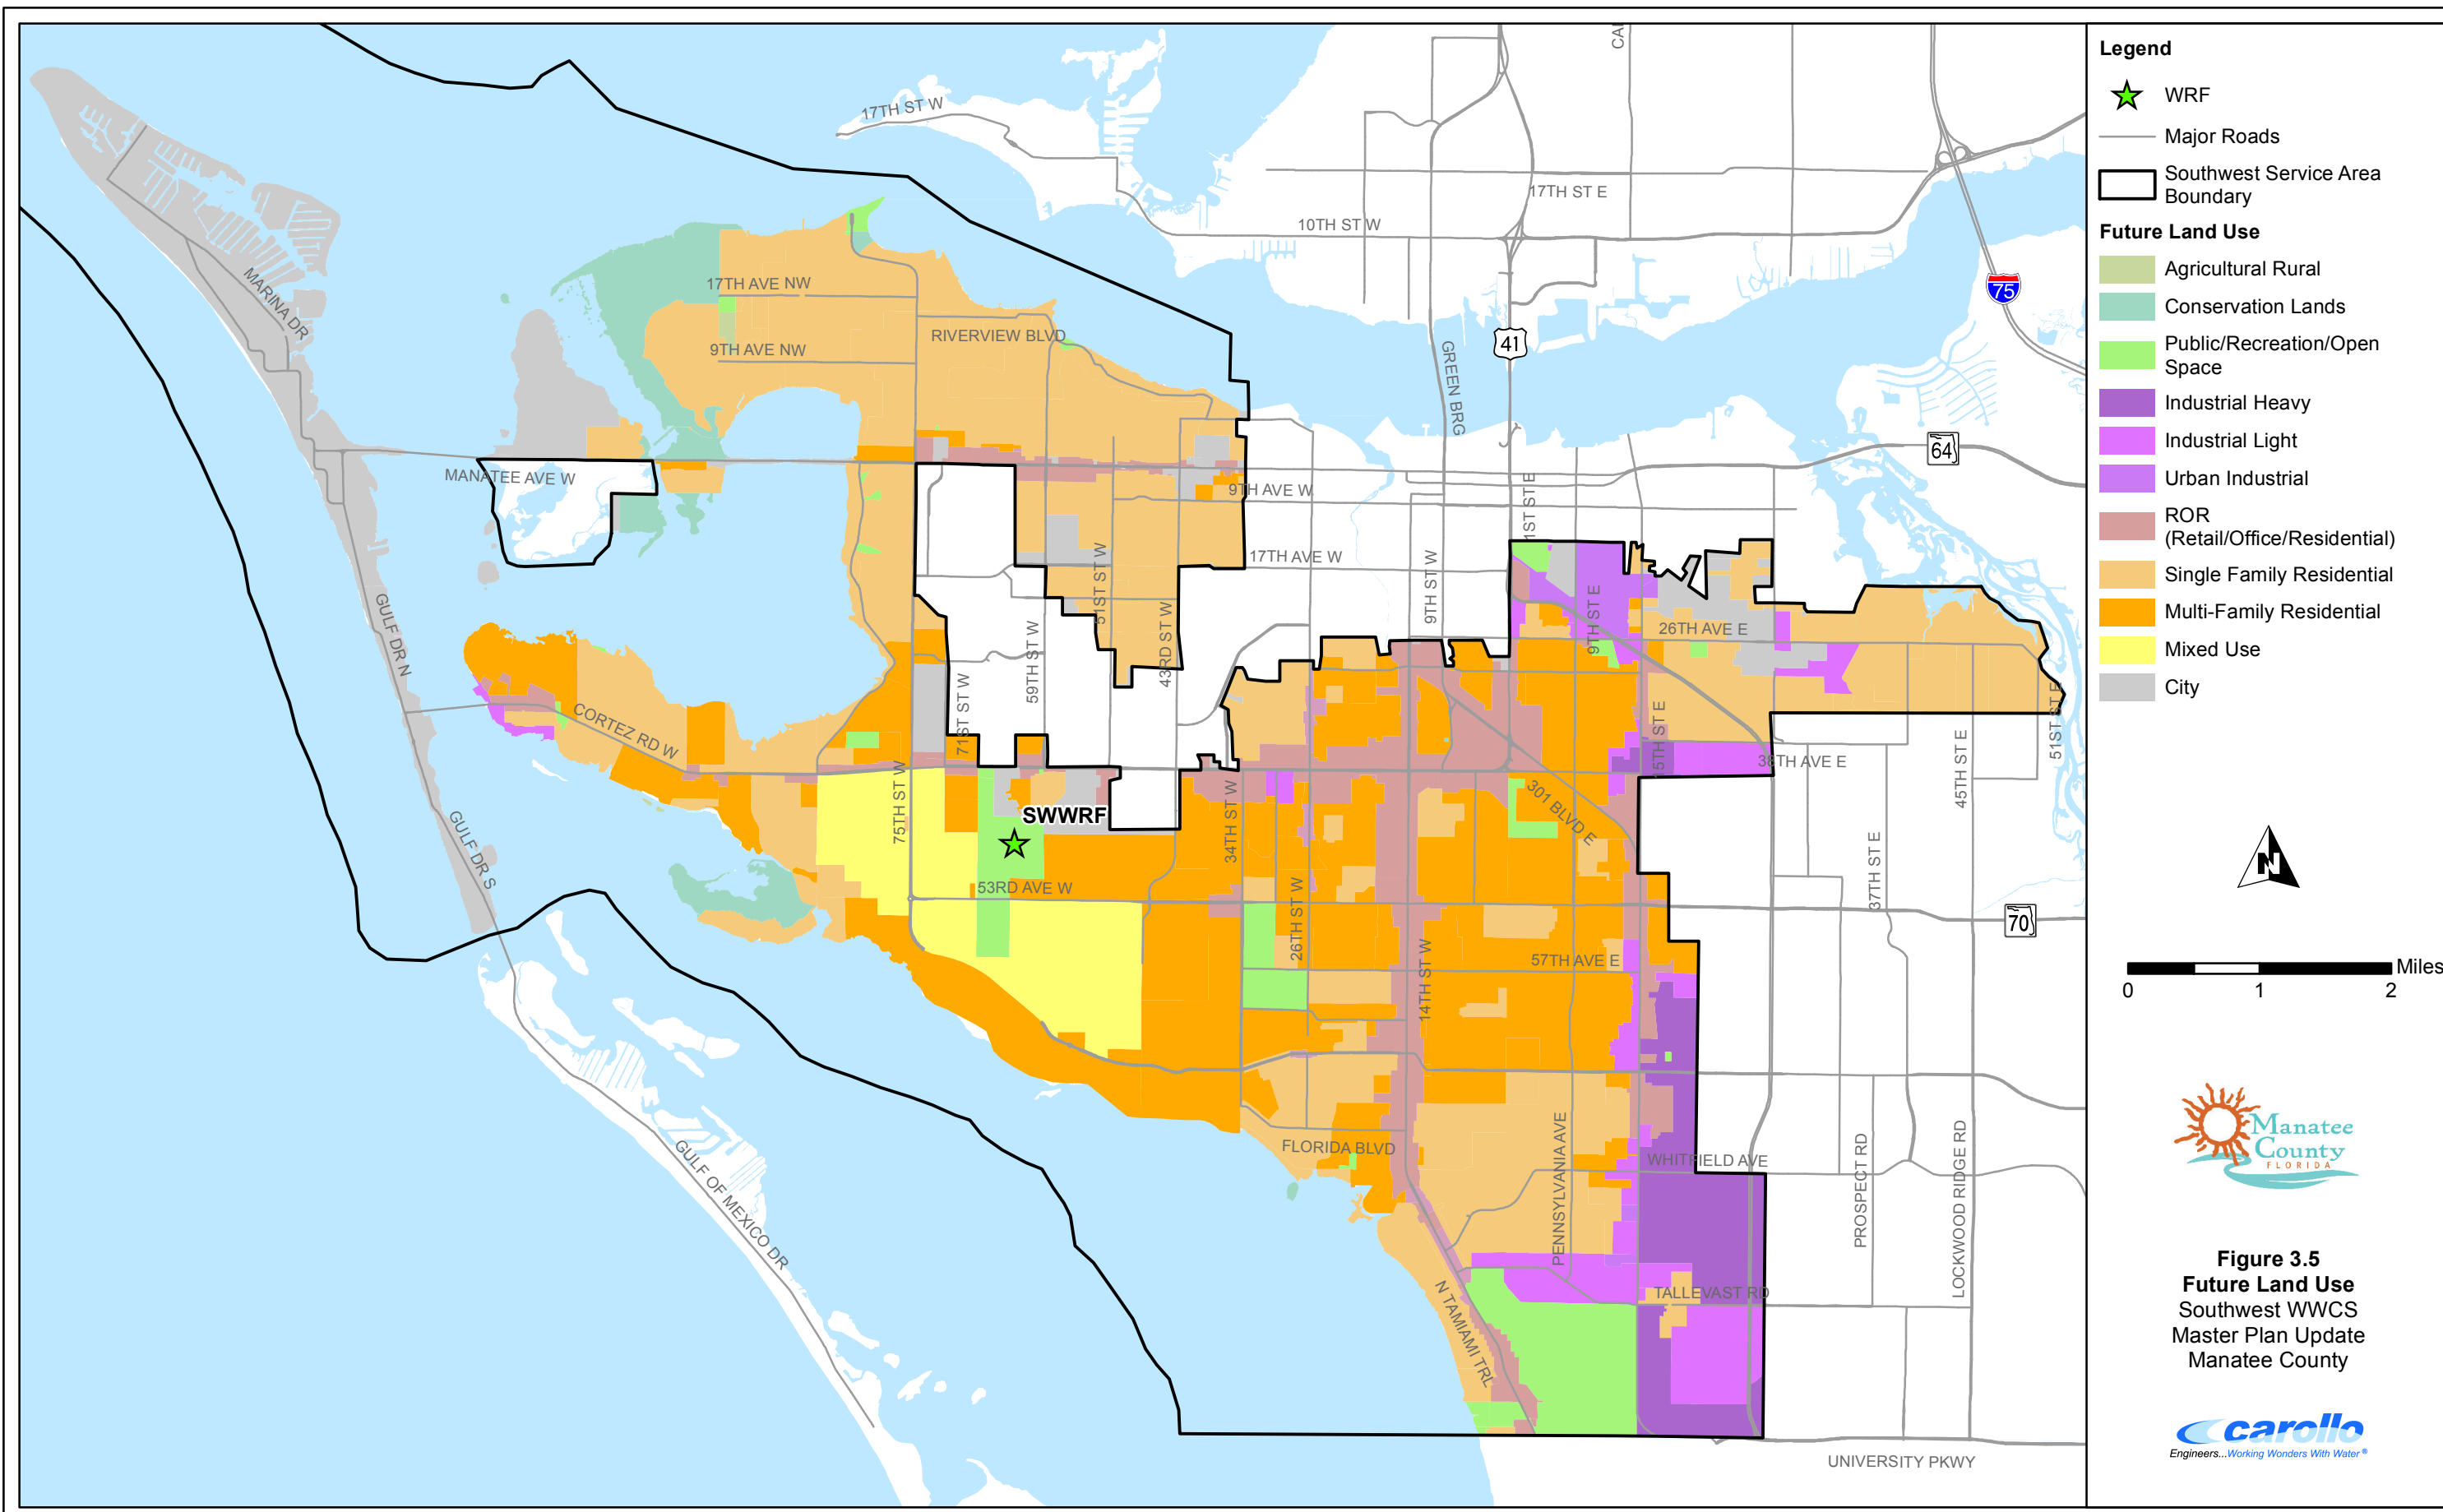 17TH ST W
CA
17TH ST E
10TH ST W
75
MARINA DR
17TH AVE NW
RIVERVIEW BLVD
9TH AVE NW
41
GREEN BRG
64
MANATEE AVE W
9TH AVE W
1ST ST E
17TH AVE W
51ST ST W
9TH ST W
9TH ST E
GULF DR N
59TH ST W
43RD ST W
26TH AVE E
71ST ST W
CORTEZ RD W
15TH ST E
51ST ST E
38TH AVE E
45TH ST E
75TH ST W
SWWRF
34TH ST W
301 BLVD E
GULF DR S
37TH ST E
53RD AVE W
26TH ST W
70
14TH ST W
57TH AVE E
FLORIDA BLVD
PENNSYLVANIA AVE
WHITFIELD AVE
PROSPECT RD
LOCKWOOD RIDGE RD
GULF OF MEXICO DR
N TAMIAMI TRL
TALLEVAST RD
UNIVERSITY PKWY
Legend
WRF
Major Roads
Southwest Service Area
Boundary
Future Land Use
Agricultural Rural
Conservation Lands
Public/Recreation/Open
Space
Industrial Heavy
Industrial Light
Urban Industrial
ROR
(Retail/Office/Residential)
Single Family Residential
Multi-Family Residential
Mixed Use
City
N
Miles
0 1 2
Manatee
County
FLORIDA
Figure 3.5
Future Land Use
Southwest WWCS
Master Plan Update
Manatee County
carollo
Engineers...Working Wonders With Water®